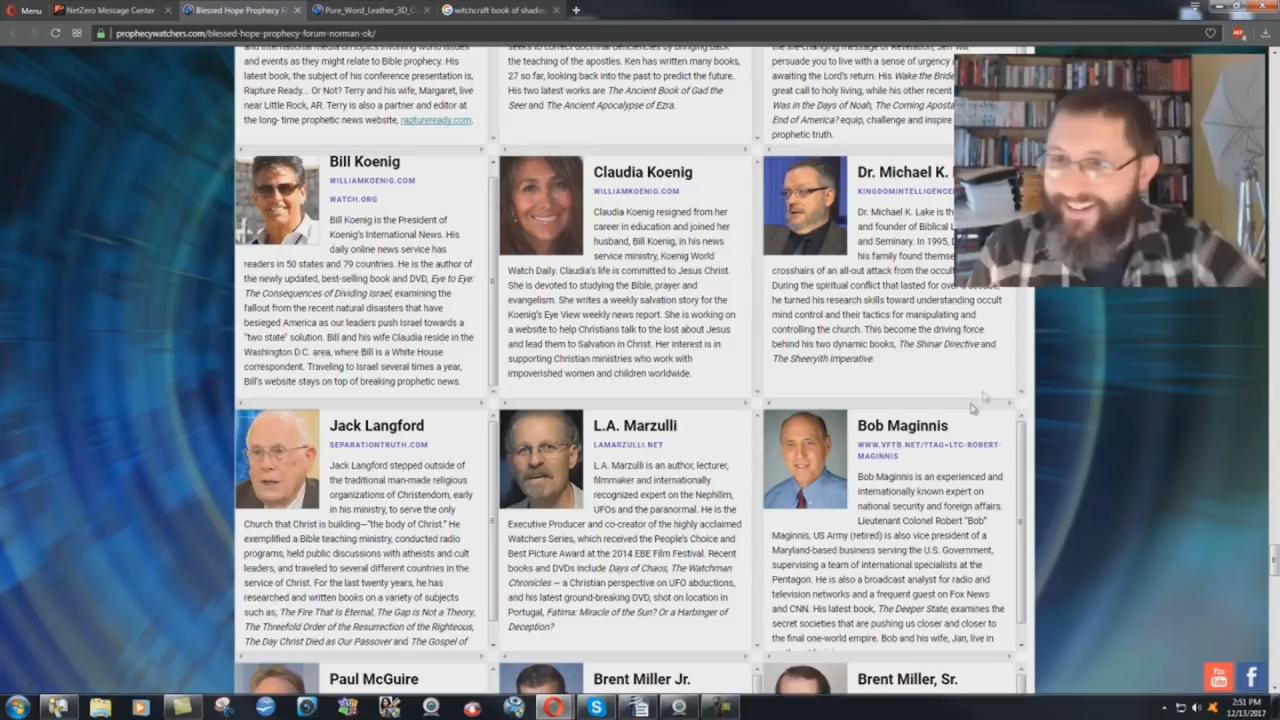 Menu
NetZero Message Center
Blessed Hope Prophecy F
Pure_Word_Leather_3D_C
witchcraft book of shadow
prophecywatchers.com/blessed-hope-prophecy-forum-norman-ok/
and international media on topics involving world issues
and events as they might relate to Bible prophecy. His
latest book, the subject of his conference presentation, is,
Rapture Ready... Or Not? Terry and his wife, Margaret, live
near Little Rock, AR. Terry is also a partner and editor at
the long- time prophetic news website, raptureready.com.
seeks to correct doctrinal deficiencies by bringing back
the teaching of the apostles. Ken has written many books,
27 so far, looking back into the past to predict the future.
His two latest works are The Ancient Book of Gad the
Seer and The Ancient Apocalypse of Ezra.
the life-changing message of Revelation, Jeff will
persuade you to live with a sense of urgency
awaiting the Lord's return. His Wake the Bride
great call to holy living, while his other recent
Was in the Days of Noah, The Coming Aposta
End of America? equip, challenge and inspire
prophetic truth.
Bill Koenig
WILLIAMKOENIG.COM
WATCH.ORG
Bill Koenig is the President of
Koenig's International News. His
daily online news service has
readers in 50 states and 79 countries. He is the author of
the newly updated, best-selling book and DVD, Eye to Eye:
The Consequences of Dividing Israel, examining the
fallout from the recent natural disasters that have
besieged America as our leaders push Israel towards a
"two state" solution. Bill and his wife Claudia reside in the
Washington D.C. area, where Bill is a White House
correspondent. Traveling to Israel several times a year,
Bill's website stays on top of breaking prophetic news.
Claudia Koenig
WILLIAMKOENIG.COM
Claudia Koenig resigned from her
career in education and joined her
husband, Bill Koenig, in his news
service ministry, Koenig World
Watch Daily. Claudia's life is committed to Jesus Christ.
She is devoted to studying the Bible, prayer and
evangelism. She writes a weekly salvation story for the
Koenig's Eye View weekly news report. She is working on
a website to help Christians talk to the lost about Jesus
and lead them to Salvation in Christ. Her interest is in
supporting Christian ministries who work with
impoverished women and children worldwide.
Dr. Michael K.
KINGDOMINTELLIGENCE
Dr. Michael K. Lake is th
and founder of Biblical L
and Seminary. In 1995, D
his family found themse
crosshairs of an all-out attack from the occult
During the spiritual conflict that lasted for over a decade,
he turned his research skills toward understanding occult
mind control and their tactics for manipulating and
controlling the church. This become the driving force
behind his two dynamic books, The Shinar Directive and
The Sheeryith Imperative.
Jack Langford
SEPARATIONTRUTH.COM
Jack Langford stepped outside of
the traditional man-made religious
organizations of Christendom, early
in his ministry, to serve the only
Church that Christ is building—"the body of Christ." He
exemplified a Bible teaching ministry, conducted radio
programs, held public discussions with atheists and cult
leaders, and traveled to several different countries in the
service of Christ. For the last twenty years, he has
researched and written books on a variety of subjects
such as, The Fire That Is Eternal, The Gap is Not a Theory,
The Threefold Order of the Resurrection of the Righteous,
The Day Christ Died as Our Passover and The Gospel of
L.A. Marzulli
LAMARZULLI.NET
L.A. Marzulli is an author, lecturer,
filmmaker and internationally
recognized expert on the Nephilim,
UFOs and the paranormal. He is the
Executive Producer and co-creator of the highly acclaimed
Watchers Series, which received the People's Choice and
Best Picture Award at the 2014 EBE Film Festival. Recent
books and DVDs include Days of Chaos, The Watchman
Chronicles — a Christian perspective on UFO abductions,
and his latest ground-breaking DVD, shot on location in
Portugal, Fatima: Miracle of the Sun? Or a Harbinger of
Deception?
Bob Maginnis
WWW.VFTB.NET/?TAG=LTC-ROBERT-
MAGINNIS
Bob Maginnis is an experienced and
internationally known expert on
national security and foreign affairs.
Lieutenant Colonel Robert "Bob"
Maginnis, US Army (retired) is also vice president of a
Maryland-based business serving the U.S. Government,
supervising a team of international specialists at the
Pentagon. He is also a broadcast analyst for radio and
television networks and a frequent guest on Fox News
and CNN. His latest book, The Deeper State, examines the
secret societies that are pushing us closer and closer to
the final one-world empire. Bob and his wife, Jan, live in
Paul McGuire
Brent Miller Jr.
Brent Miller, Sr.
You
Tube
2:51 PM
12/13/2017